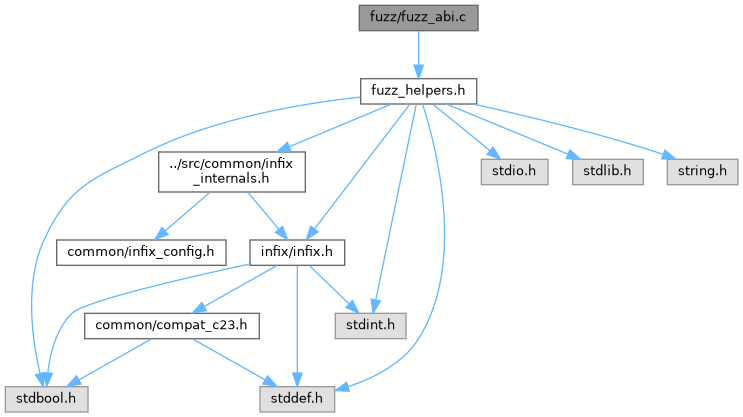 fuzz/fuzz_abi.c
fuzz_helpers.h
../src/common/infix
_internals.h
stdio.h
stdlib.h
string.h
common/infix_config.h
infix/infix.h
common/compat_c23.h
stdint.h
stdbool.h
stddef.h